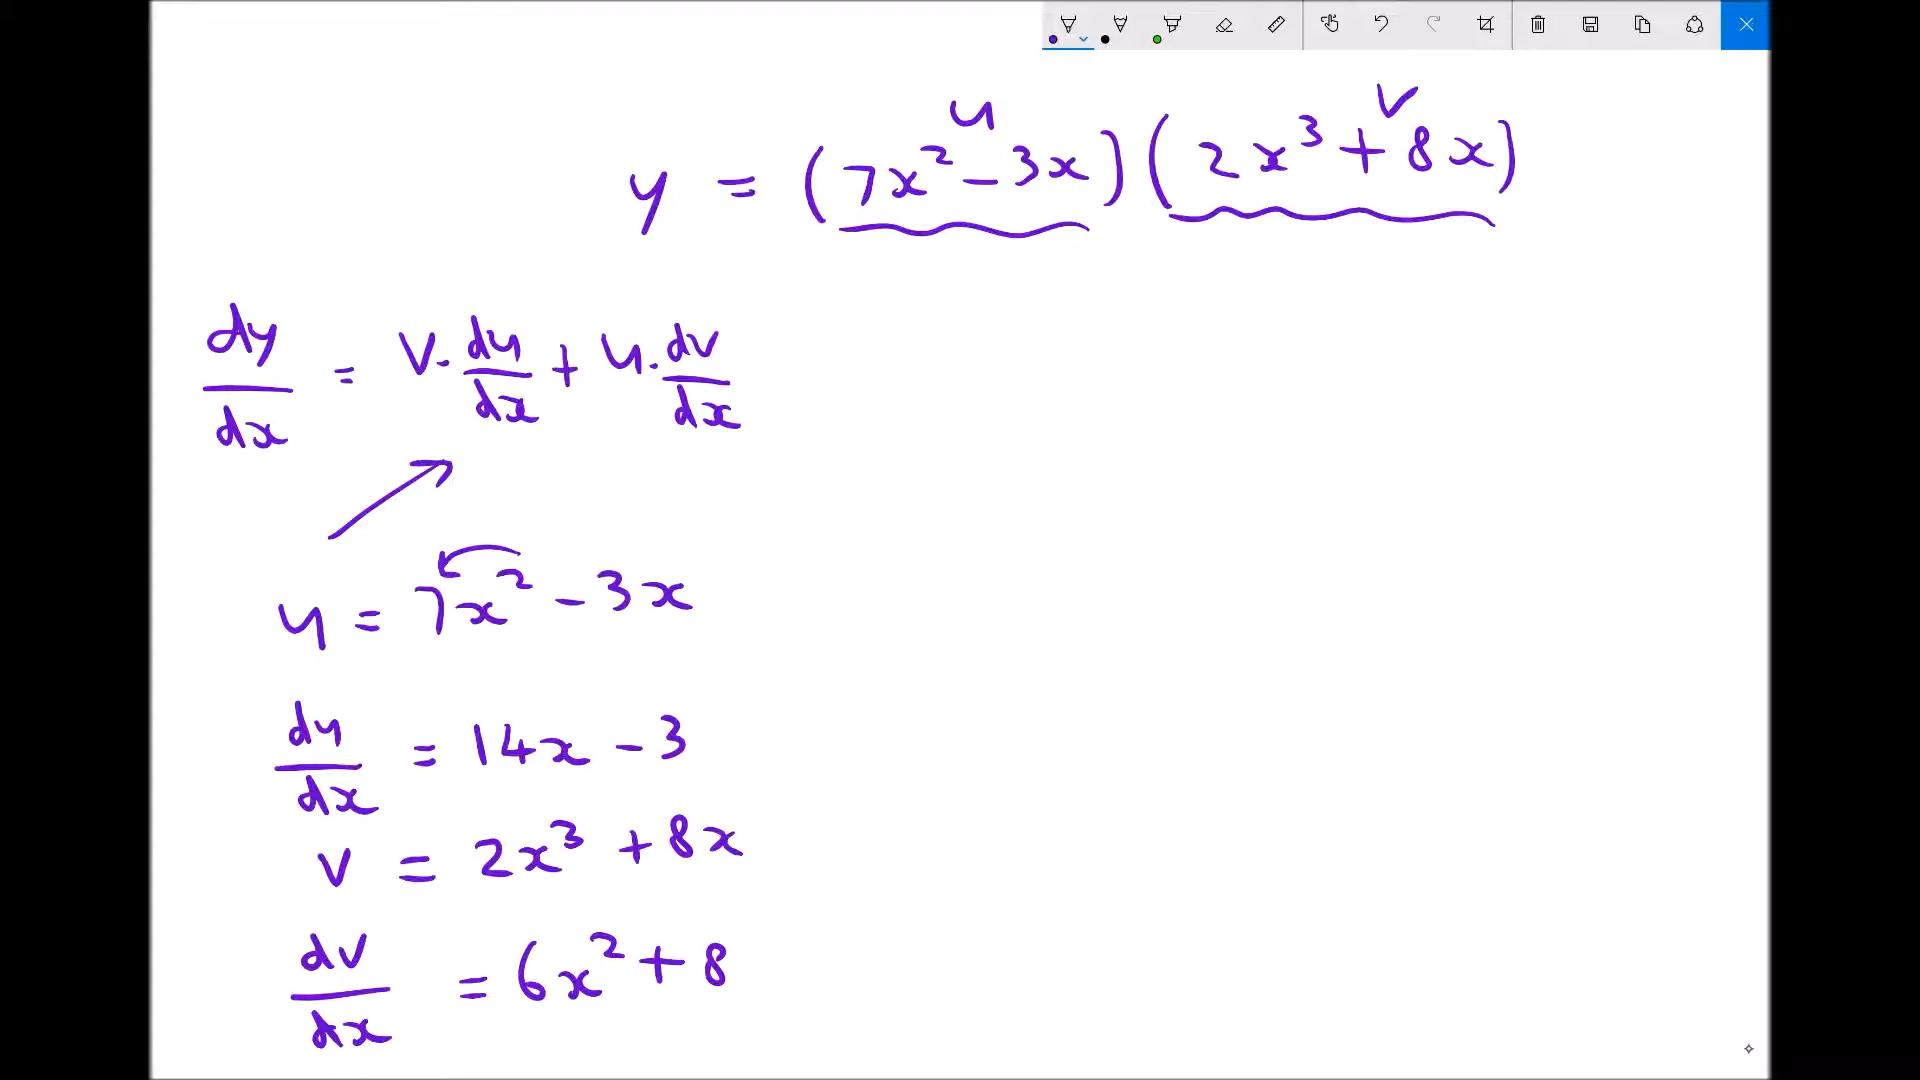 u v
y = (7x² - 3x)(2x³ + 8x)
dy/dx = v · du/dx + u · dv/dx
u = 7x² - 3x
du/dx = 14x - 3
v = 2x³ + 8x
dv/dx = 6x² + 8